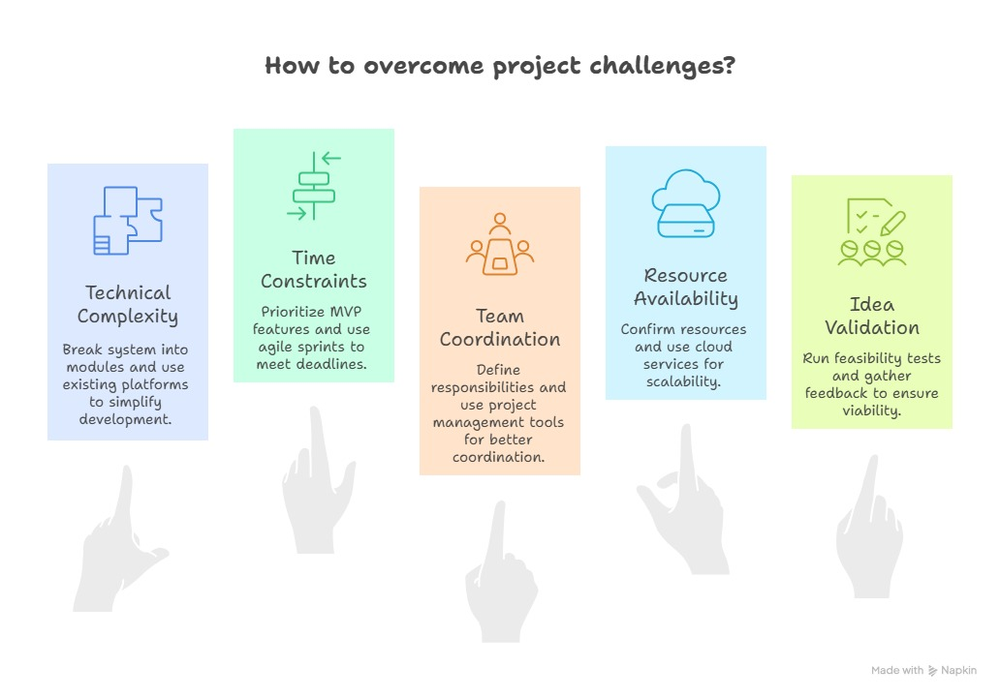 How to overcome project challenges?
Technical
Complexity
Break system into
modules and use
existing platforms
to simplify
development.
Time
Constraints
Prioritize MVP
features and use
agile sprints to
meet deadlines.
Team
Coordination
Define
responsibilities and
use project
management tools
for better
coordination.
Resource
Availability
Confirm resources
and use cloud
services for
scalability.
Idea
Validation
Run feasibility tests
and gather
feedback to ensure
viability.
Made with Napkin